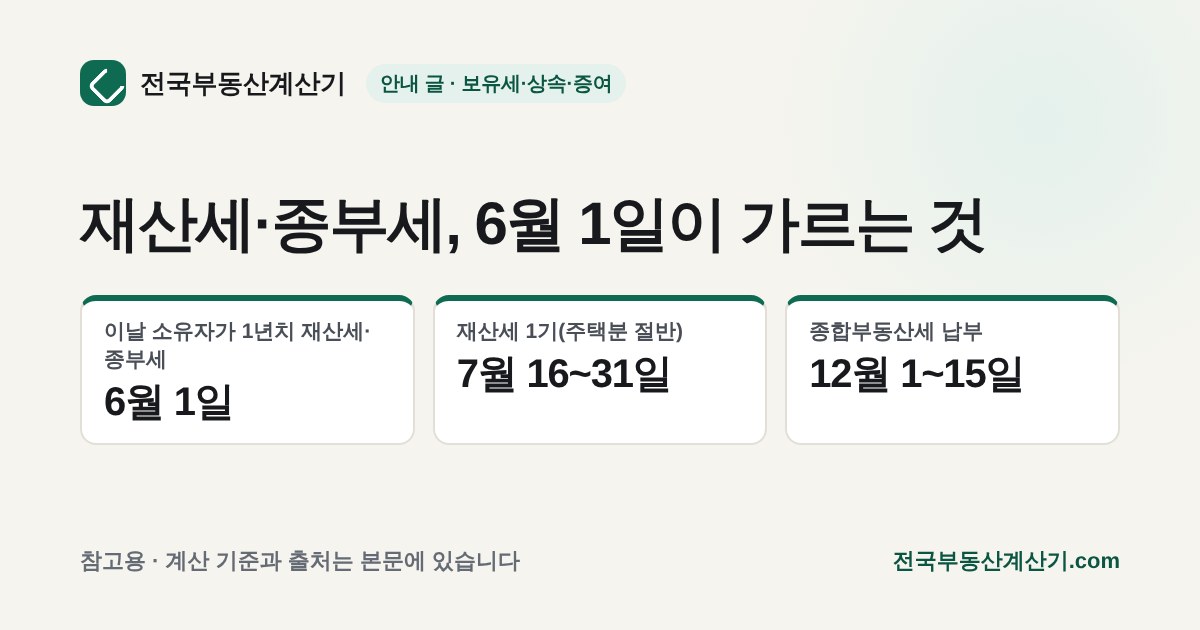 전국부동산계산기
안내 글 · 보유세·상속·증여
재산세·종부세, 6월 1일이 가르는 것
이날 소유자가 1년치 재산세·
종부세
6월 1일
재산세 1기(주택분 절반)
7월 16~31일
종합부동산세 납부
12월 1~15일
참고용 · 계산 기준과 출처는 본문에 있습니다
전국부동산계산기.com